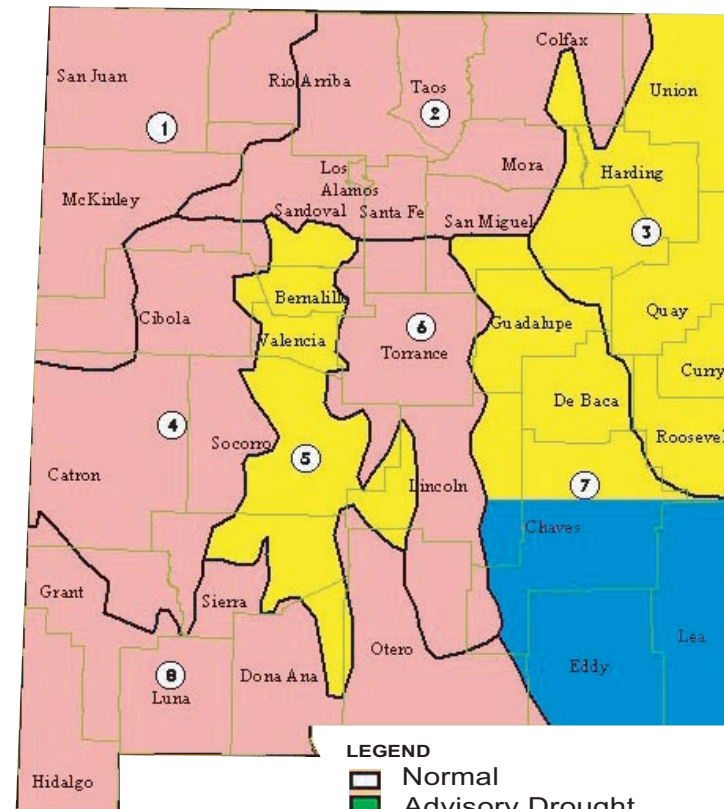 Colfax
San Juan
Rio Arriba
Taos
Union
1
2
Los
Alamos
Mora
Harding
McKinley
Sandoval
Santa Fe
San Miguel
3
Bernalill
Quay
Cibola
6
Guadalupe
Valencia
Torrance
Curry
De Baca
4
Socorro
5
Roosevel
Catron
7
Lincoln
Chaves
Grant
Sierra
Otero
Lea
8
Dona Ana
Eddy
Luna
LEGEND
Normal
Hidalgo
Advisory Drought